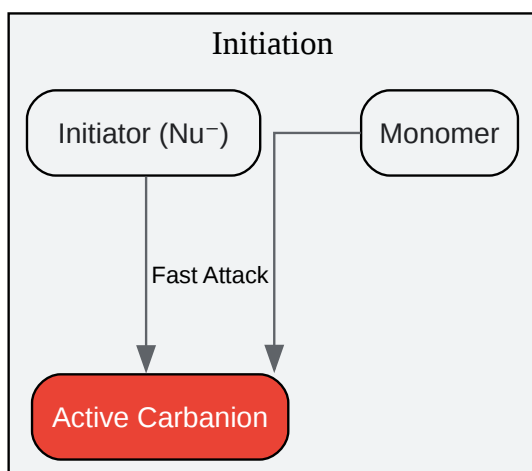 Initiation
Initiator (Nu⁻)
Monomer
Fast Attack
Active Carbanion